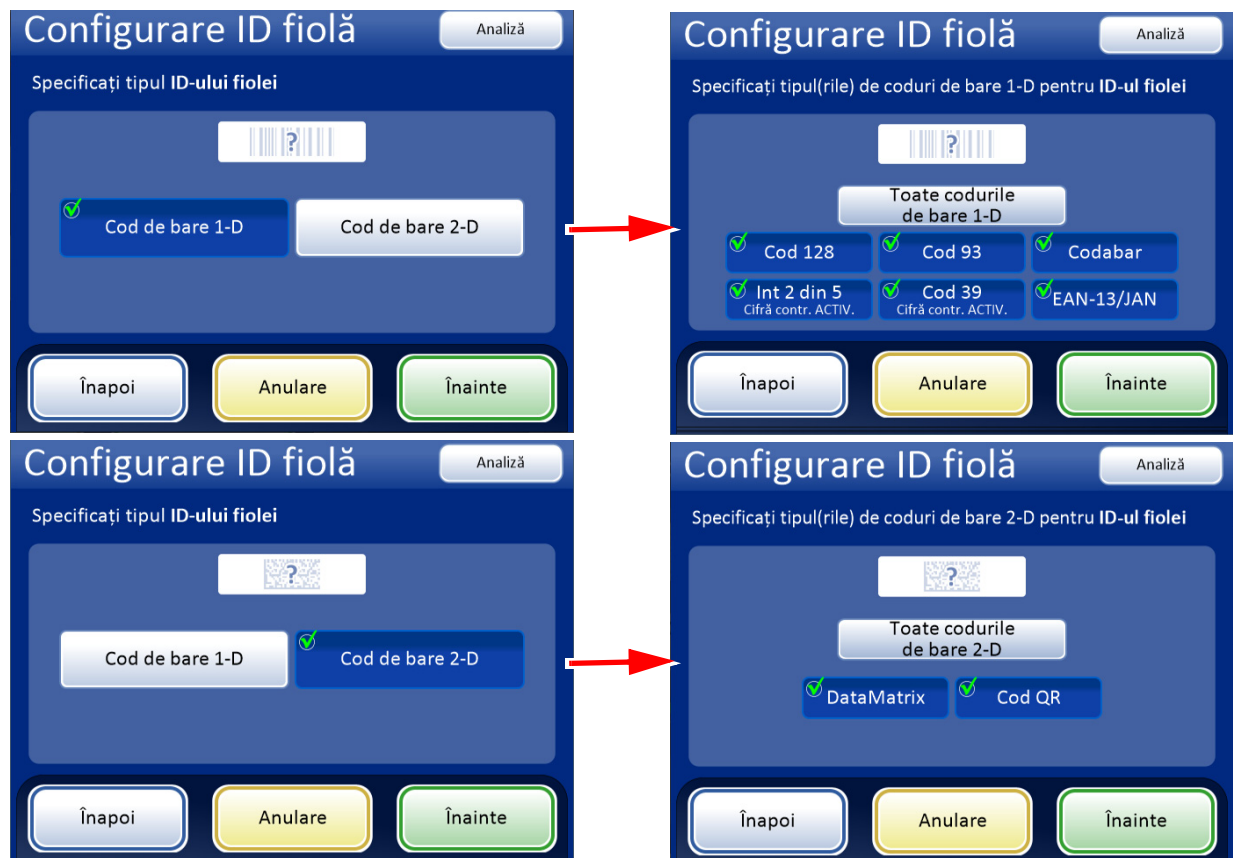 Configurare ID fiolă
Analiză
Specificați tipul ID-ului fiolei
?
Cod de bare 1-D
Cod de bare 2-D
Înapoi
Anulare
Înainte
Configurare ID fiolă
Analiză
Specificați tipul(rile) de coduri de bare 1-D pentru ID-ul fiolei
?
Toate codurile
de bare 1-D
Cod 128
Cod 93
Codabar
Int 2 din 5
Cifră contr. ACTIV.
Cod 39
Cifră contr. ACTIV.
EAN-13/JAN
Înapoi
Anulare
Înainte
Configurare ID fiolă
Analiză
Specificați tipul ID-ului fiolei
?
Cod de bare 1-D
Cod de bare 2-D
Înapoi
Anulare
Înainte
Configurare ID fiolă
Analiză
Specificați tipul(rile) de coduri de bare 2-D pentru ID-ul fiolei
?
Toate codurile
de bare 2-D
DataMatrix
Cod QR
Înapoi
Anulare
Înainte